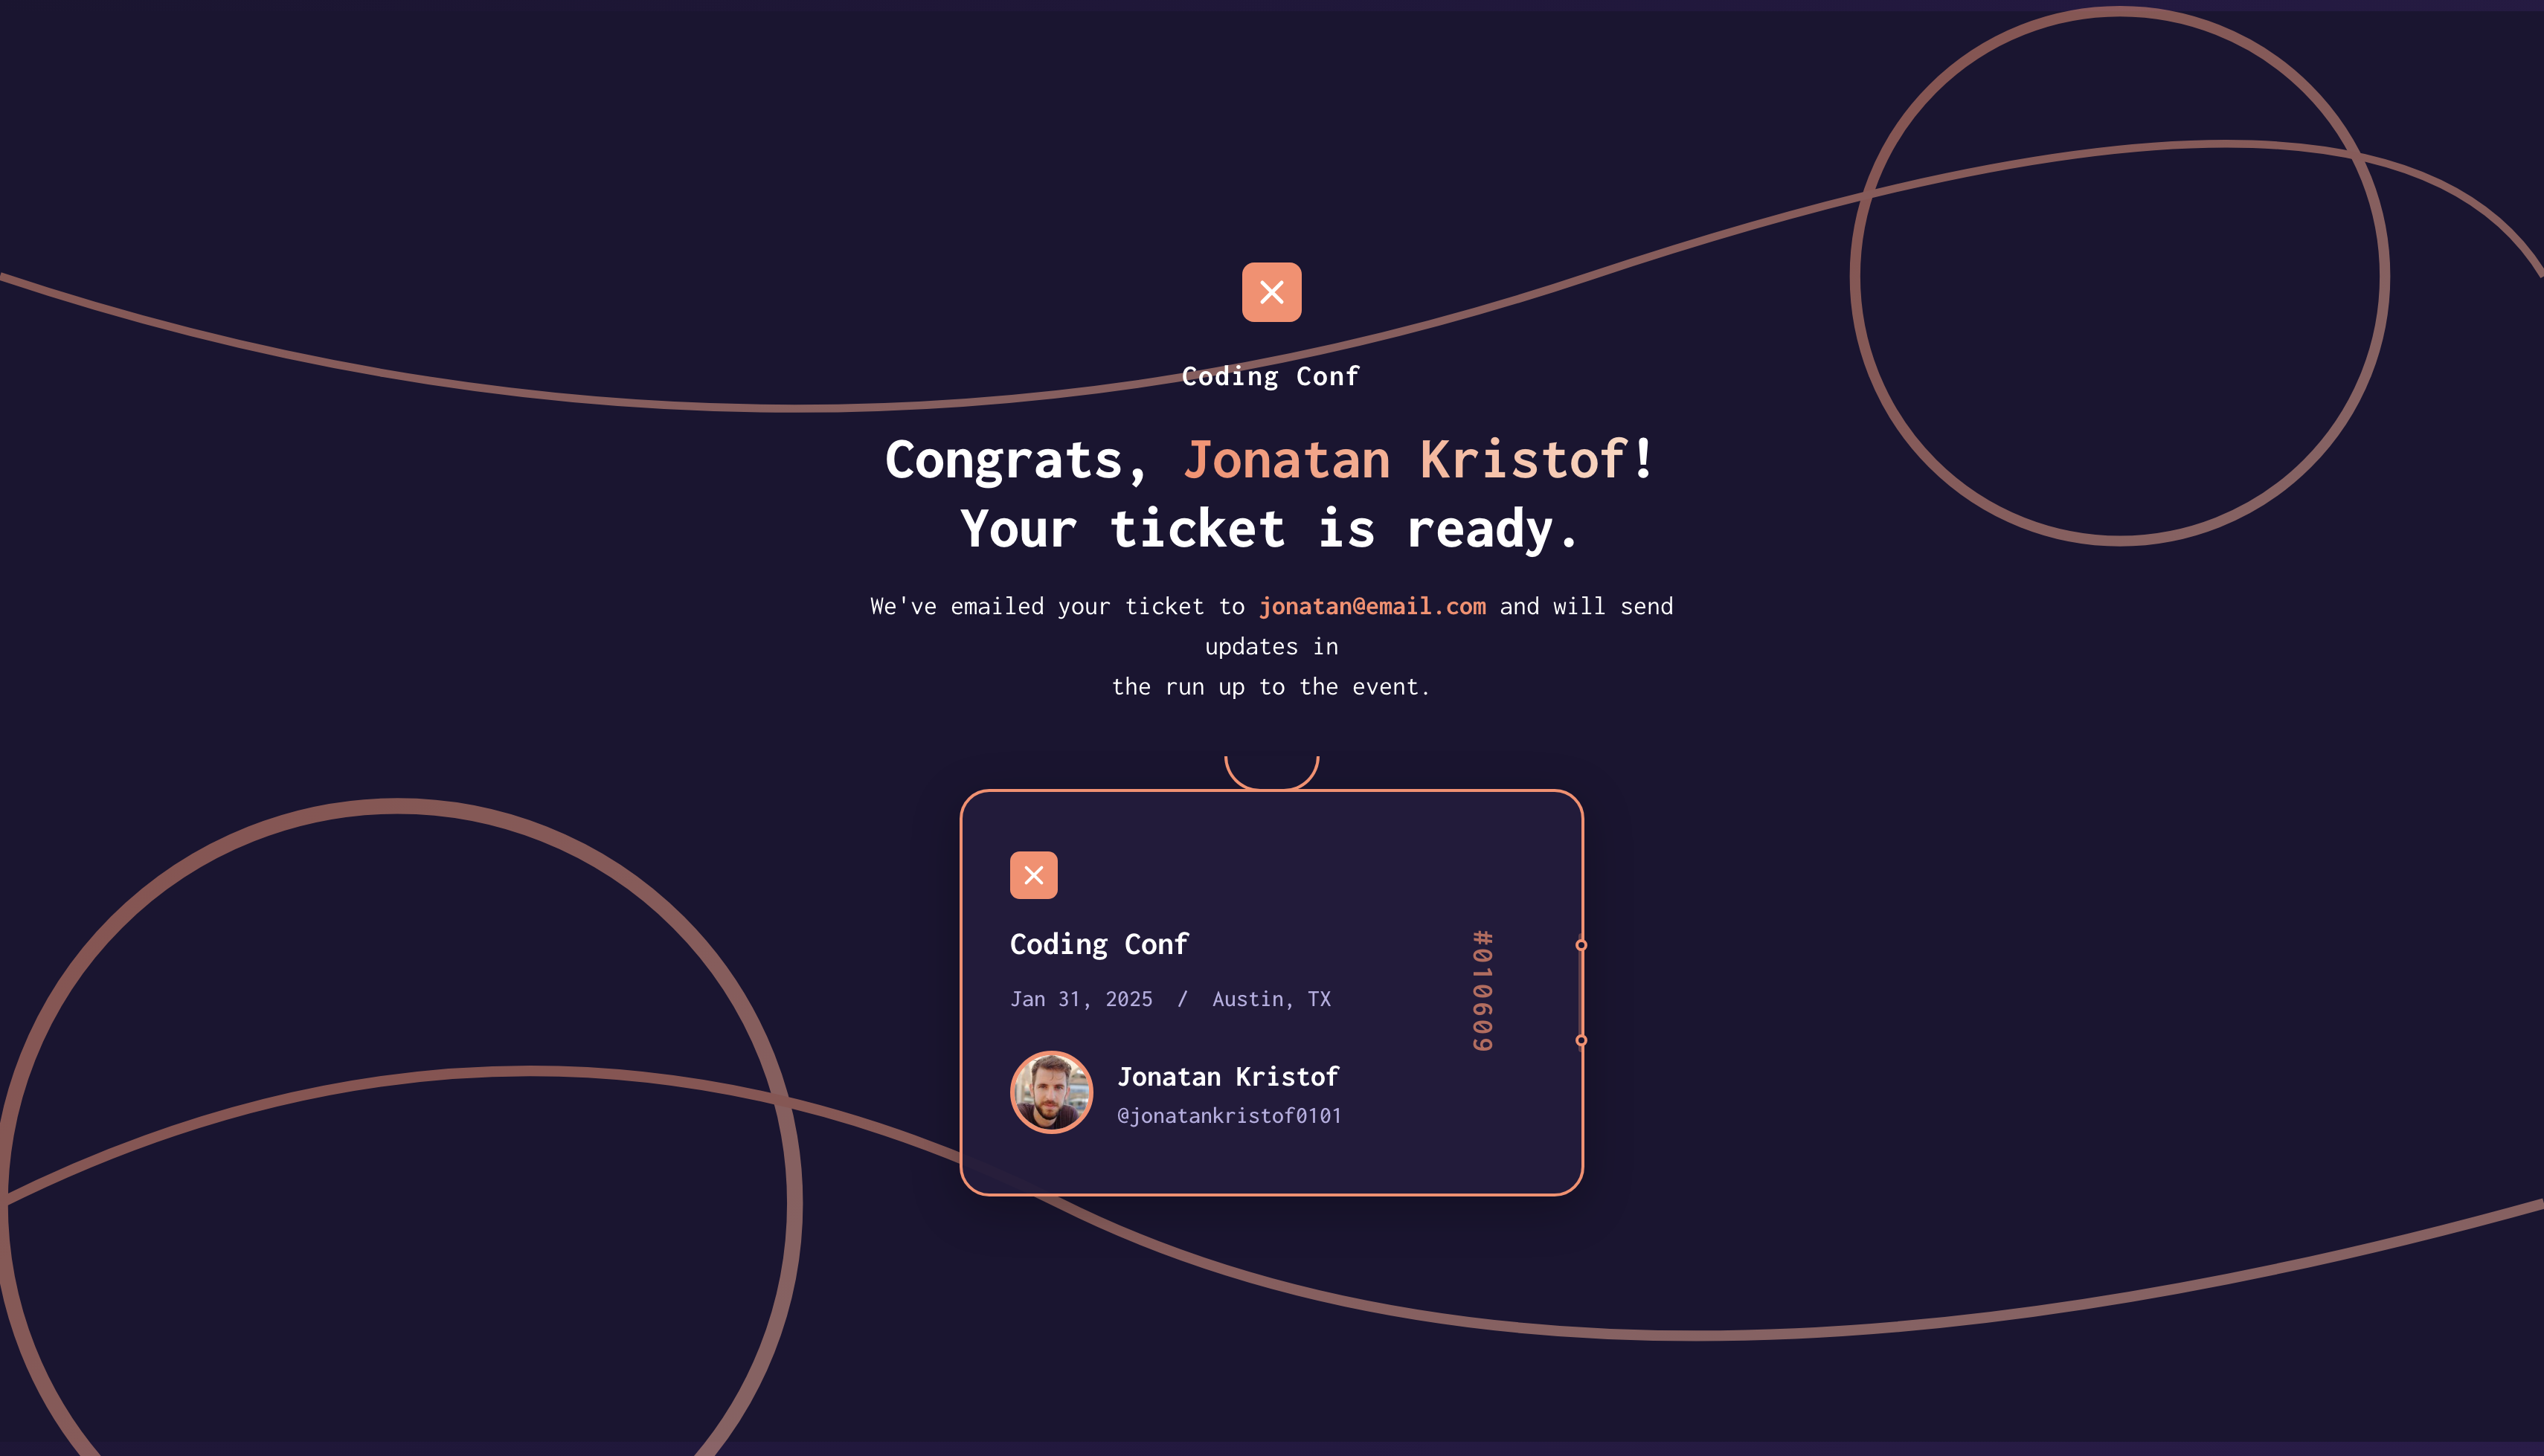 Coding Conf
Congrats, Jonatan Kristof!
Your ticket is ready.
We've emailed your ticket to jonatan@email.com and will send
updates in
the run up to the event.
Coding Conf
Jan 31, 2025 / Austin, TX
Jonatan Kristof
@jonatankristof0101
#010609